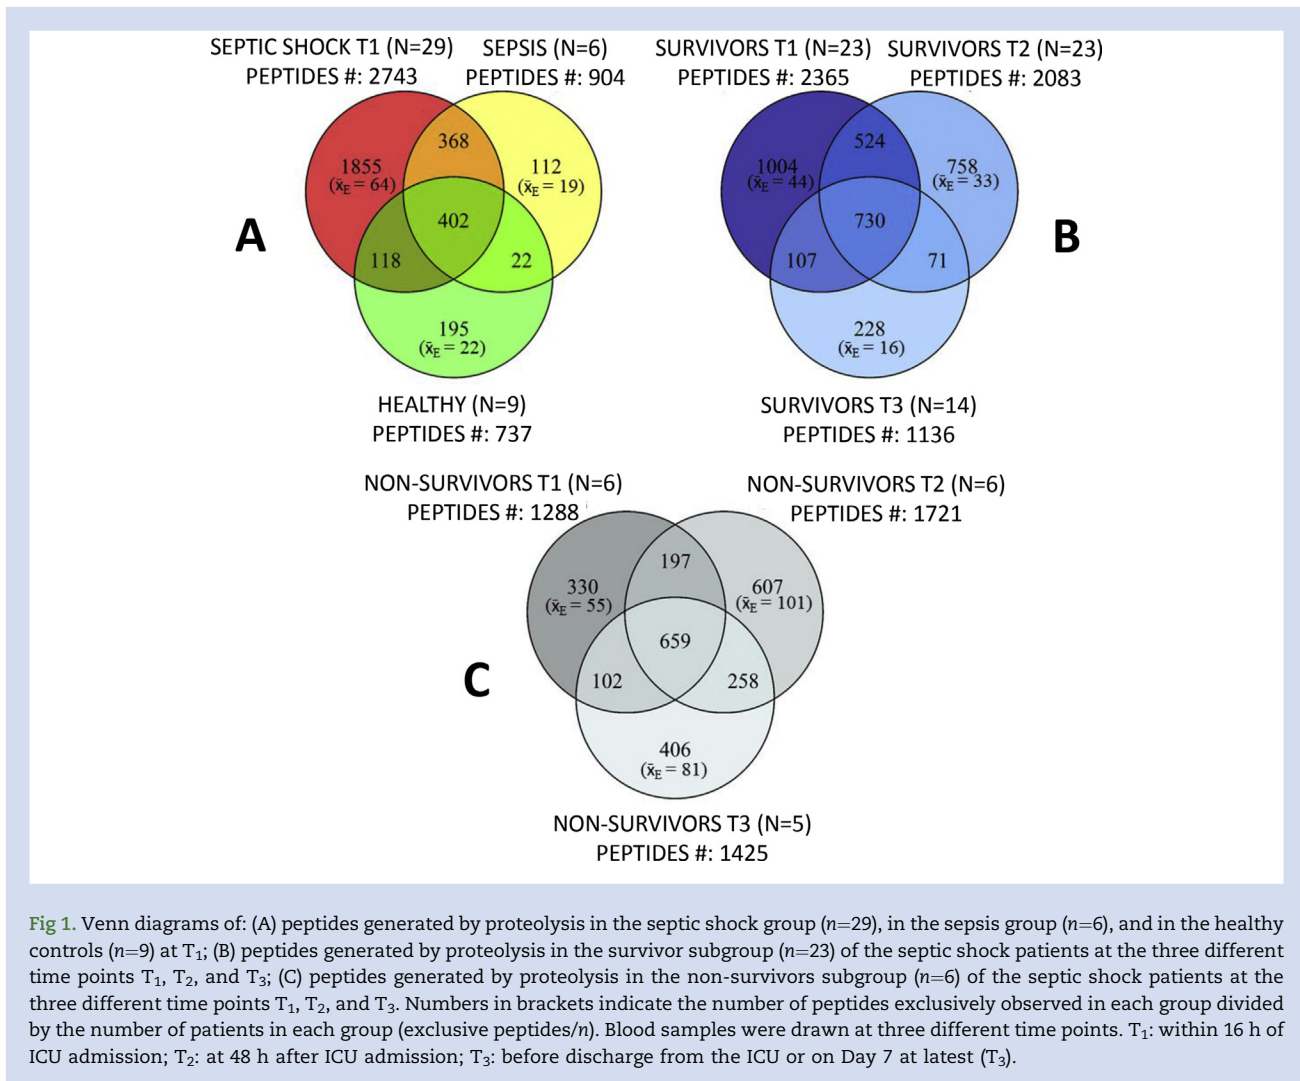 SEPTIC SHOCK T1 (N=29)
PEPTIDES #: 2743
SEPSIS (N=6)
PEPTIDES #: 904
1855
(x̄E = 64)
368
112
(x̄E = 19)
402
118
22
195
(x̄E = 22)
A
HEALTHY (N=9)
PEPTIDES #: 737
SURVIVORS T1 (N=23)
PEPTIDES #: 2365
SURVIVORS T2 (N=23)
PEPTIDES #: 2083
1004
(x̄E = 44)
524
758
(x̄E = 33)
730
107
71
228
(x̄E = 16)
B
SURVIVORS T3 (N=14)
PEPTIDES #: 1136
NON-SURVIVORS T1 (N=6)
PEPTIDES #: 1288
NON-SURVIVORS T2 (N=6)
PEPTIDES #: 1721
330
(x̄E = 55)
197
607
(x̄E = 101)
659
102
258
406
(x̄E = 81)
C
NON-SURVIVORS T3 (N=5)
PEPTIDES #: 1425
Fig 1. Venn diagrams of: (A) peptides generated by proteolysis in the septic shock group (n=29), in the sepsis group (n=6), and in the healthy
controls (n=9) at T1; (B) peptides generated by proteolysis in the survivor subgroup (n=23) of the septic shock patients at the three different
time points T1, T2, and T3; (C) peptides generated by proteolysis in the non-survivors subgroup (n=6) of the septic shock patients at the
three different time points T1, T2, and T3. Numbers in brackets indicate the number of peptides exclusively observed in each group divided
by the number of patients in each group (exclusive peptides/n). Blood samples were drawn at three different time points. T1: within 16 h of
ICU admission; T2: at 48 h after ICU admission; T3: before discharge from the ICU or on Day 7 at latest (T3).